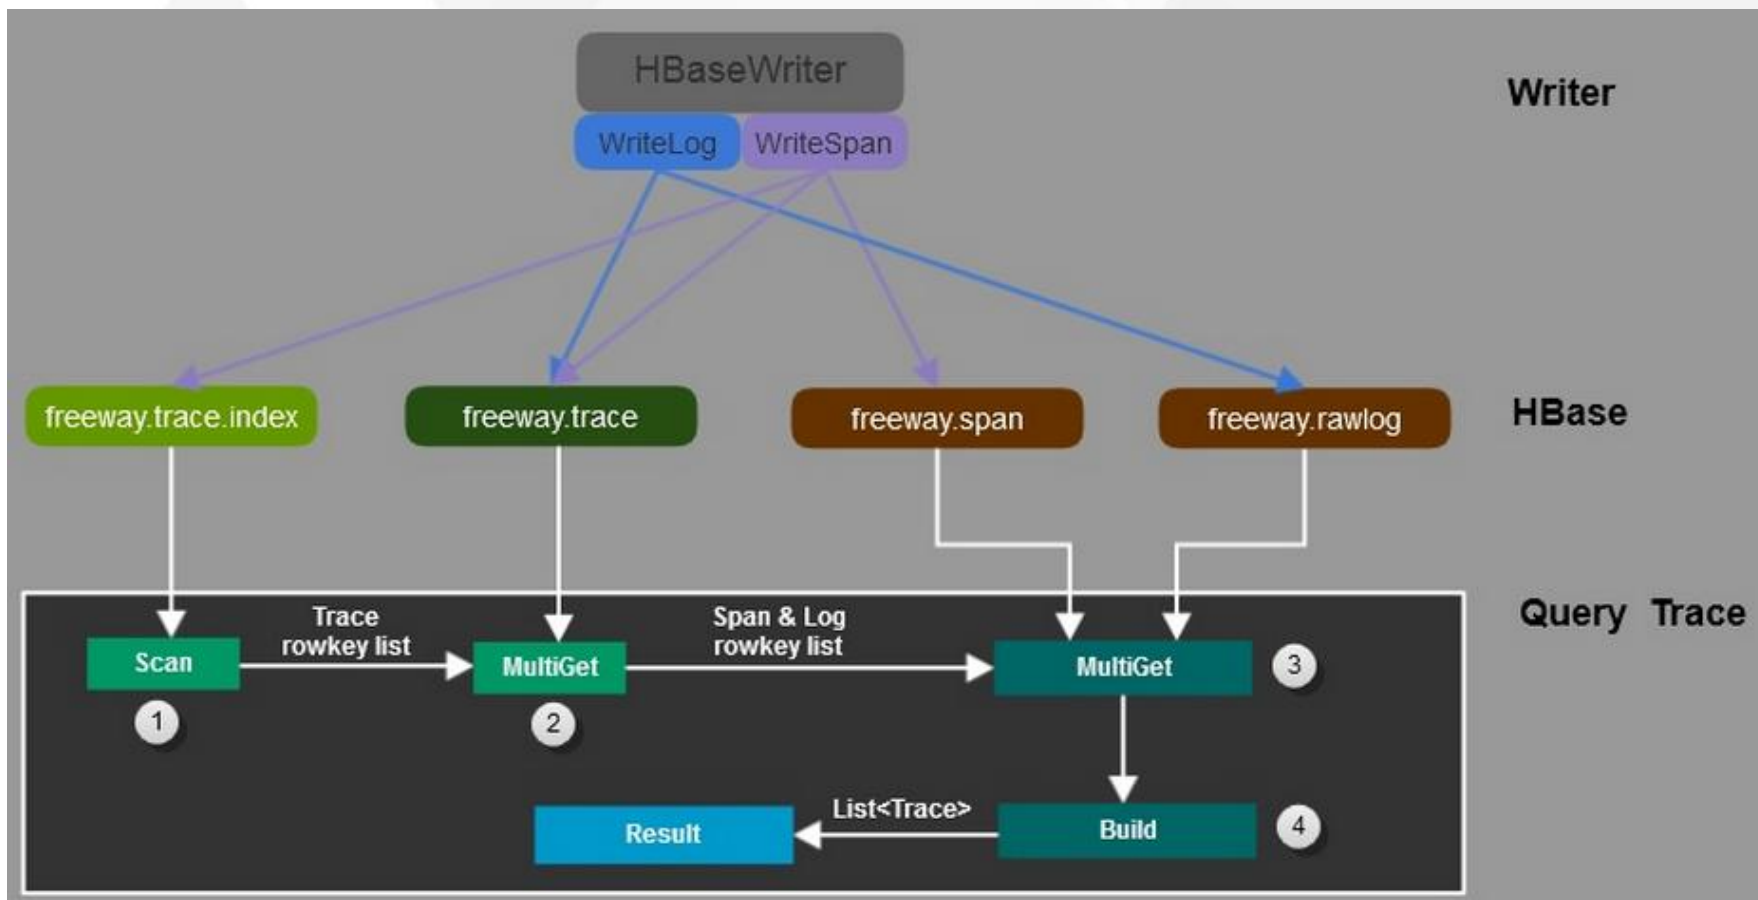 HBaseWriter
Writer
WriteLog
WriteSpan
freeway.trace.index
freeway.trace
freeway.span
freeway.rawlog
HBase
Trace
rowkey list
Span & Log
rowkey list
Query Trace
Scan
MultiGet
MultiGet
3
1
2
List<Trace>
Result
Build
4